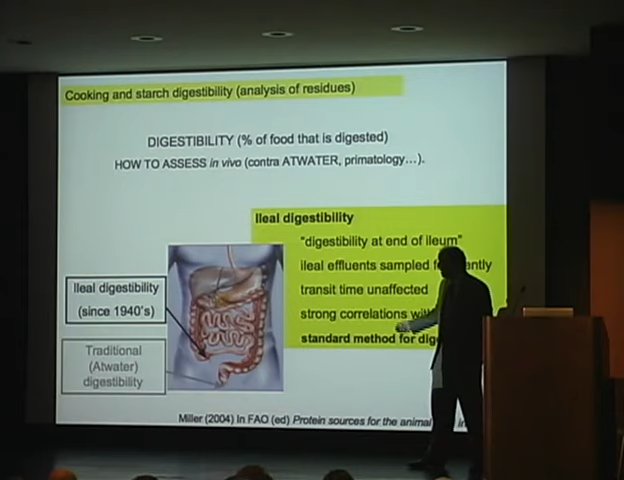 Cooking and starch digestibility (analysis of residues)
DIGESTIBILITY (% of food that is digested)
HOW TO ASSESS in vivo (contra ATWATER, primatology…).
Ileal digestibility
"digestibility at end of ileum"
ileal effluents sampled
transit time unaffected
strong correlations
standard method for
Ileal digestibility
(since 1940's)
Traditional
(Atwater)
digestibility
Miller (2004) In FAO (ed) Protein sources for the animal